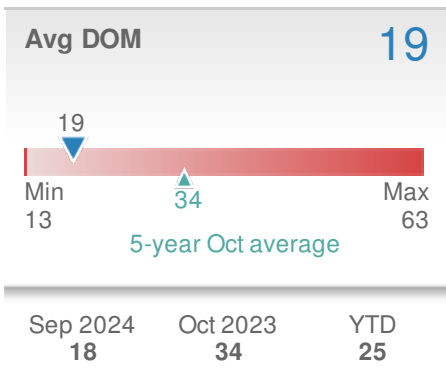 Avg DOM 19
19
Min Max
34
13 63
5-year Oct average
Sep 2024 Oct 2023 YTD
18 34 25